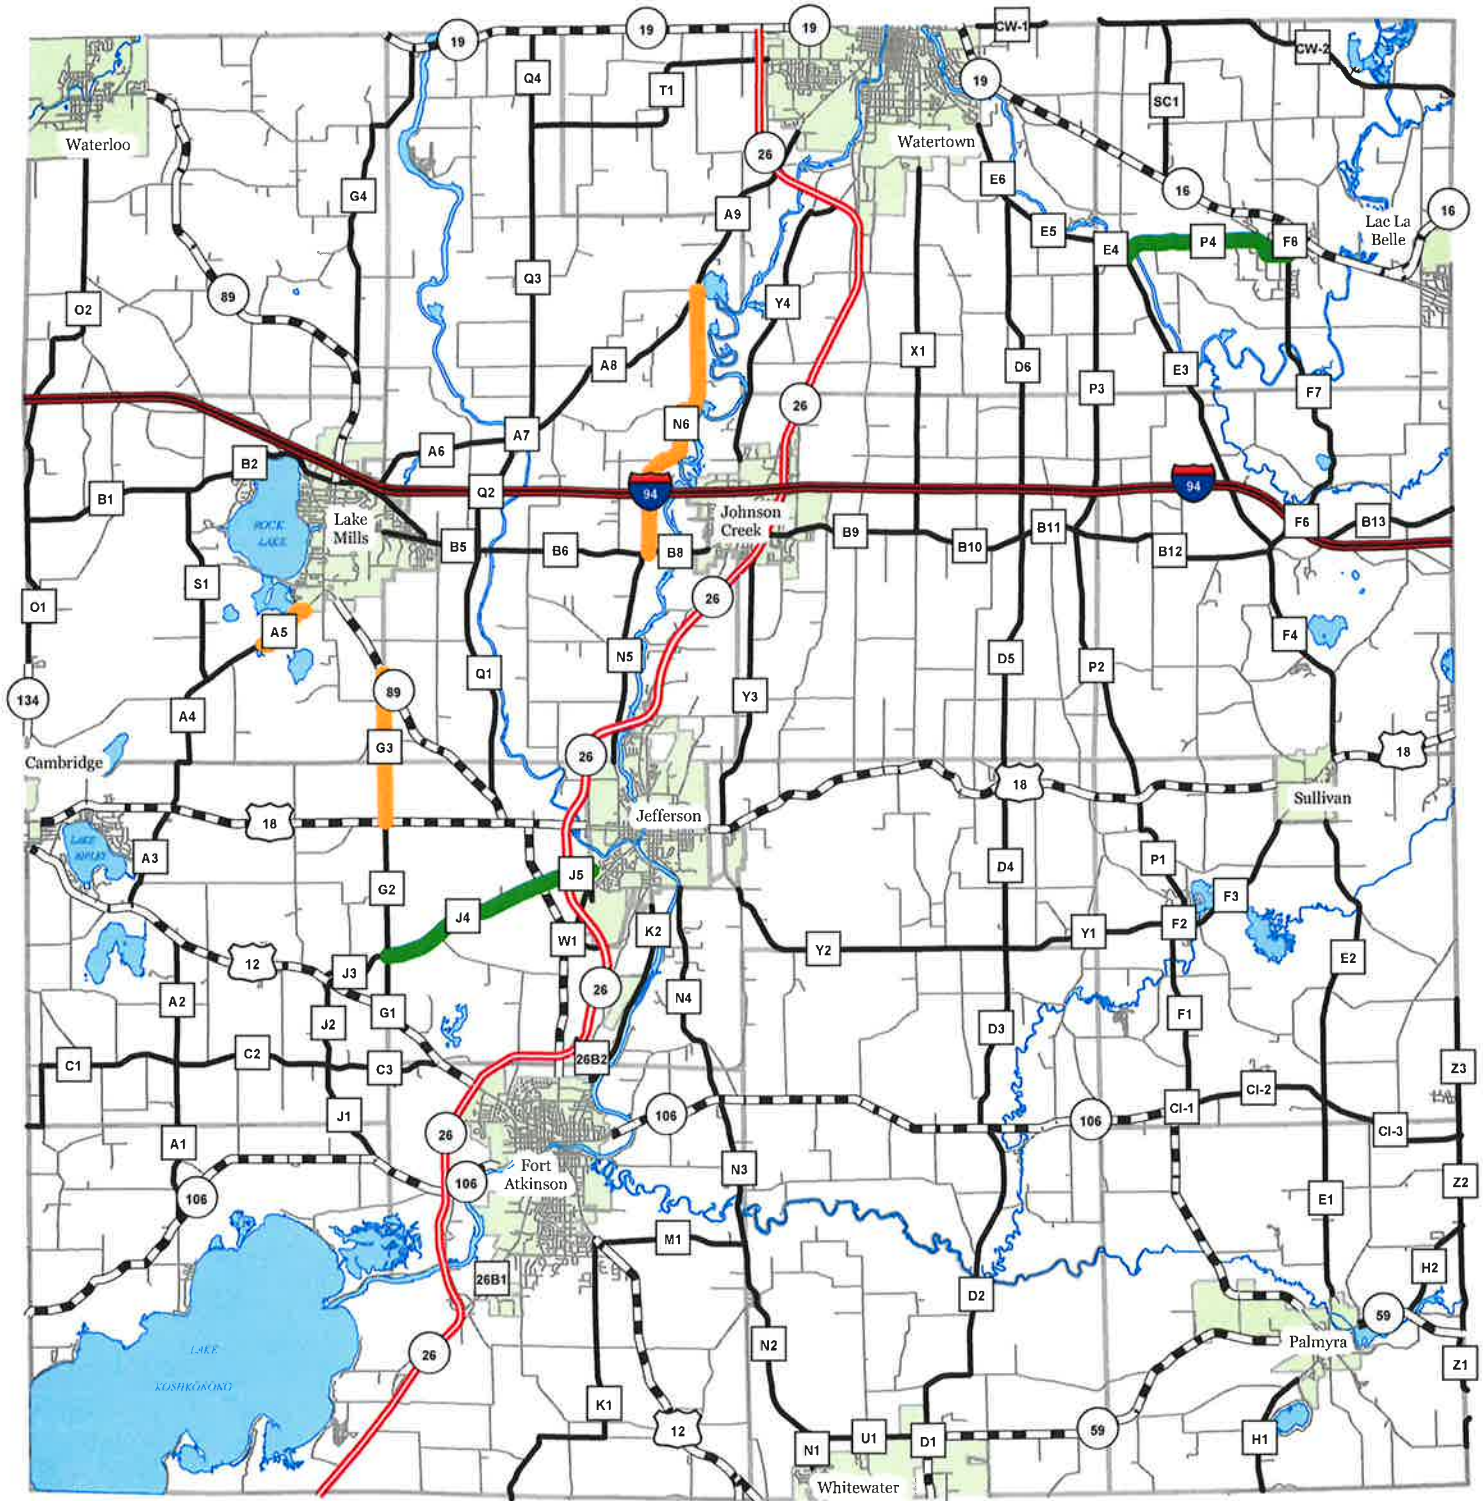 19
19
19
CW-1
CW-2
Q4
T1
19
SC1
Waterloo
Watertown
26
E6
16
G4
A9
16
Lac La
Belle
E5
E4
P4
F8
Q3
89
O2
Y4
X1
A8
D6
E3
P3
F7
26
N6
A7
A6
B2
Q2
94
94
B1
ROCK
LAKE
Lake
Mills
Johnson
Creek
B5
B6
B8
B9
B10
B11
B12
F6
B13
S1
O1
A5
26
F4
N5
D5
P2
Q1
134
89
Y3
A4
Cambridge
G3
26
18
18
Sullivan
18
Jefferson
LAKE
RIPLEY
A3
P1
D4
J5
G2
F3
J4
F2
K2
Y1
W1
Y2
E2
12
J3
26
A2
N4
G1
F1
J2
D3
C1
C2
C3
26B2
Z3
CI-2
J1
106
CI-1
106
26
CI-3
A1
Fort
Atkinson
N3
106
106
Z2
E1
M1
26B1
H2
D2
59
N2
Palmyra
LAKE
KOSHKONONG
26
Z1
K1
12
59
N1
U1
D1
H1
Whitewater